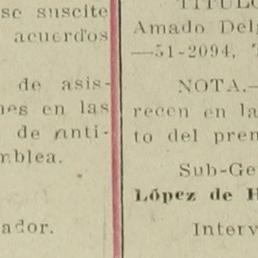 se suscite
acuerdos
de asis-
es en las
de anti-
mblea.
ador.
TITULO
Amado Del
—51-2094,
NOTA.—
recen en la
to del pren
Sub-Ge
López de H
Interv